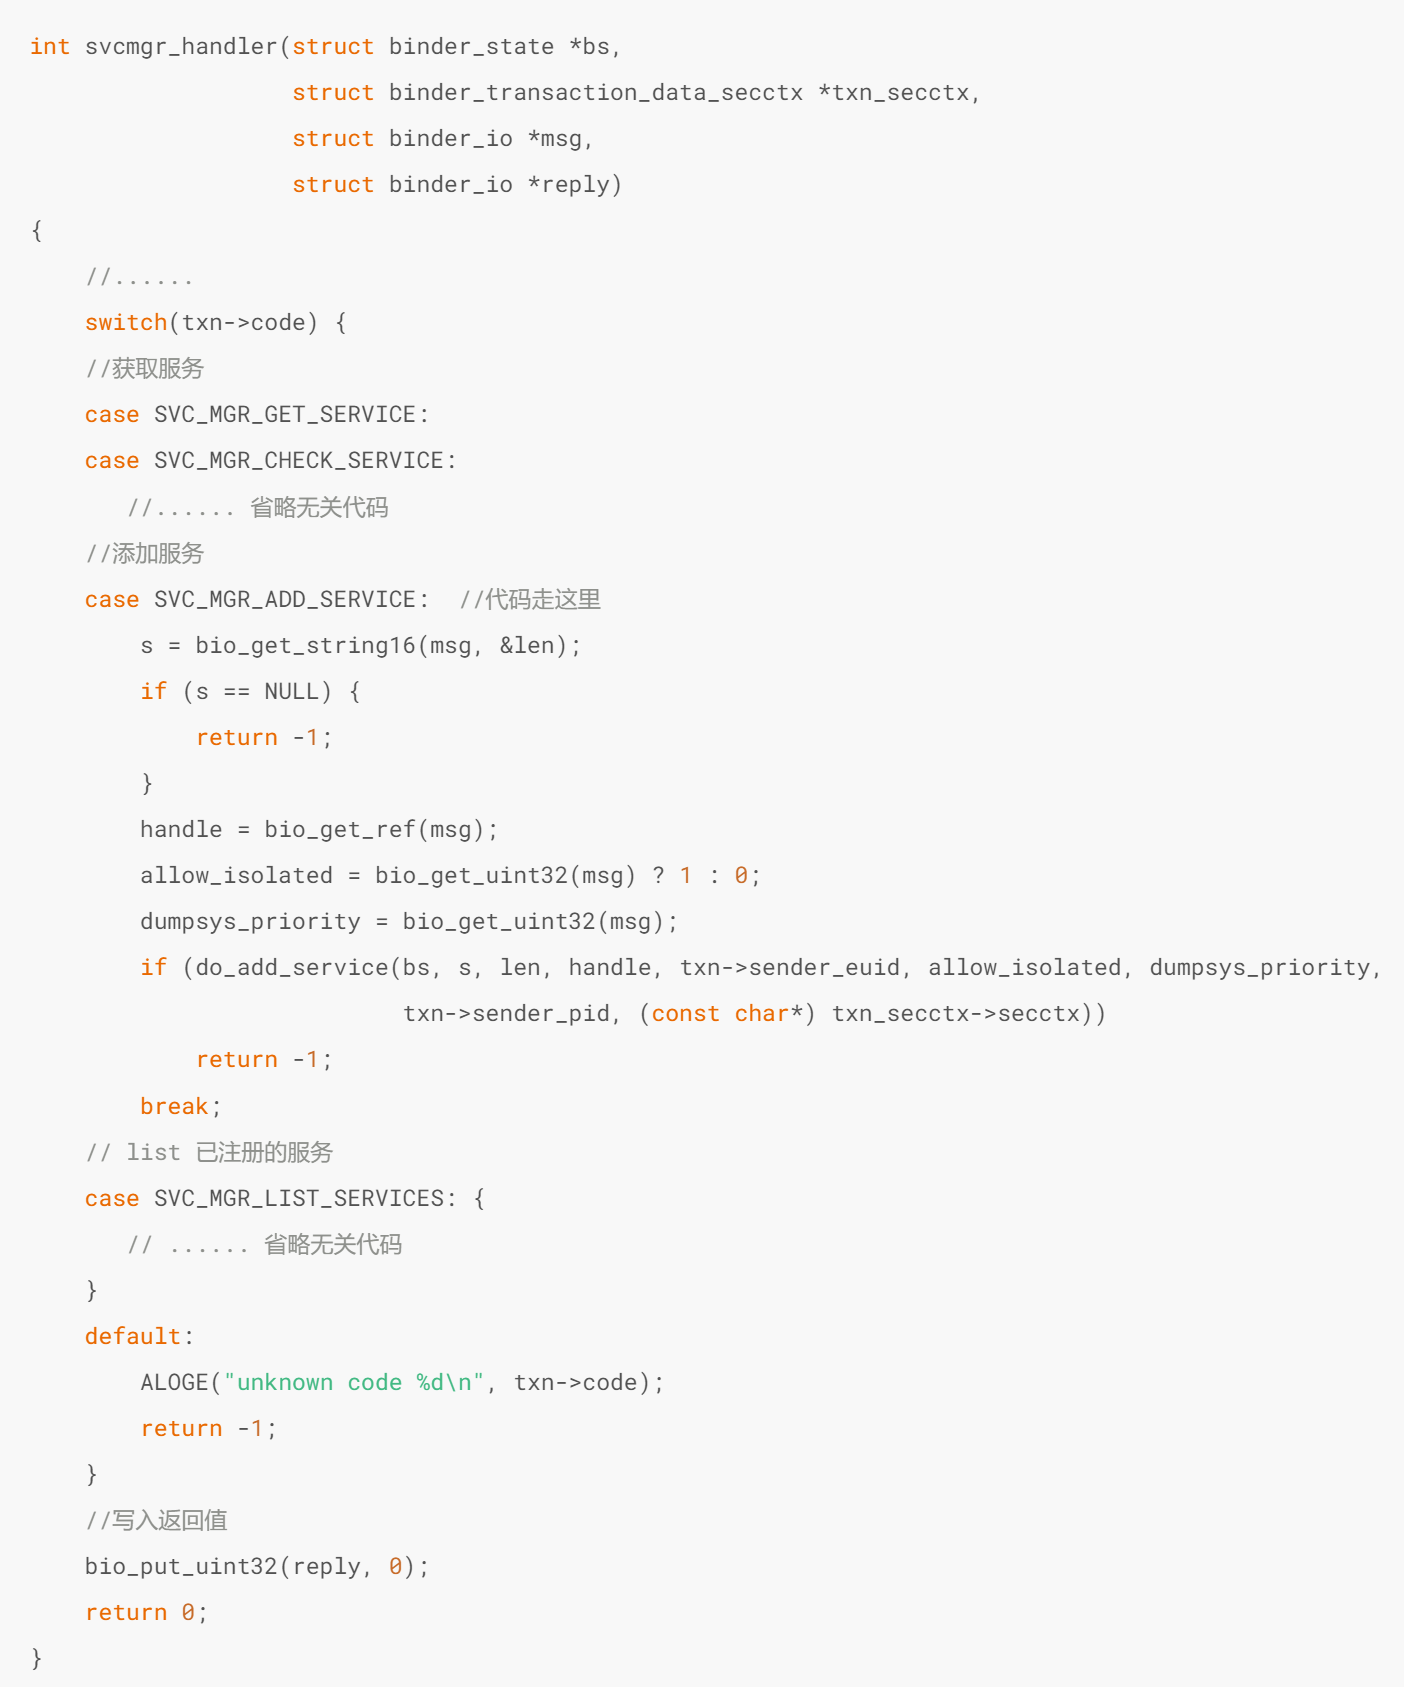 int svcmgr_handler(struct binder_state *bs,
                   struct binder_transaction_data_secctx *txn_secctx,
                   struct binder_io *msg,
                   struct binder_io *reply)
{
    //......
    switch(txn->code) {
    //获取服务
    case SVC_MGR_GET_SERVICE:
    case SVC_MGR_CHECK_SERVICE:
       //...... 省略无关代码
    //添加服务
    case SVC_MGR_ADD_SERVICE:  //代码走这里
        s = bio_get_string16(msg, &len);
        if (s == NULL) {
            return -1;
        }
        handle = bio_get_ref(msg);
        allow_isolated = bio_get_uint32(msg) ? 1 : 0;
        dumpsys_priority = bio_get_uint32(msg);
        if (do_add_service(bs, s, len, handle, txn->sender_euid, allow_isolated, dumpsys_priority,
                           txn->sender_pid, (const char*) txn_secctx->secctx))
            return -1;
        break;
    // list 已注册的服务
    case SVC_MGR_LIST_SERVICES: {
       // ...... 省略无关代码
    }
    default:
        ALOGE("unknown code %d\n", txn->code);
        return -1;
    }
    //写入返回值
    bio_put_uint32(reply, 0);
    return 0;
}